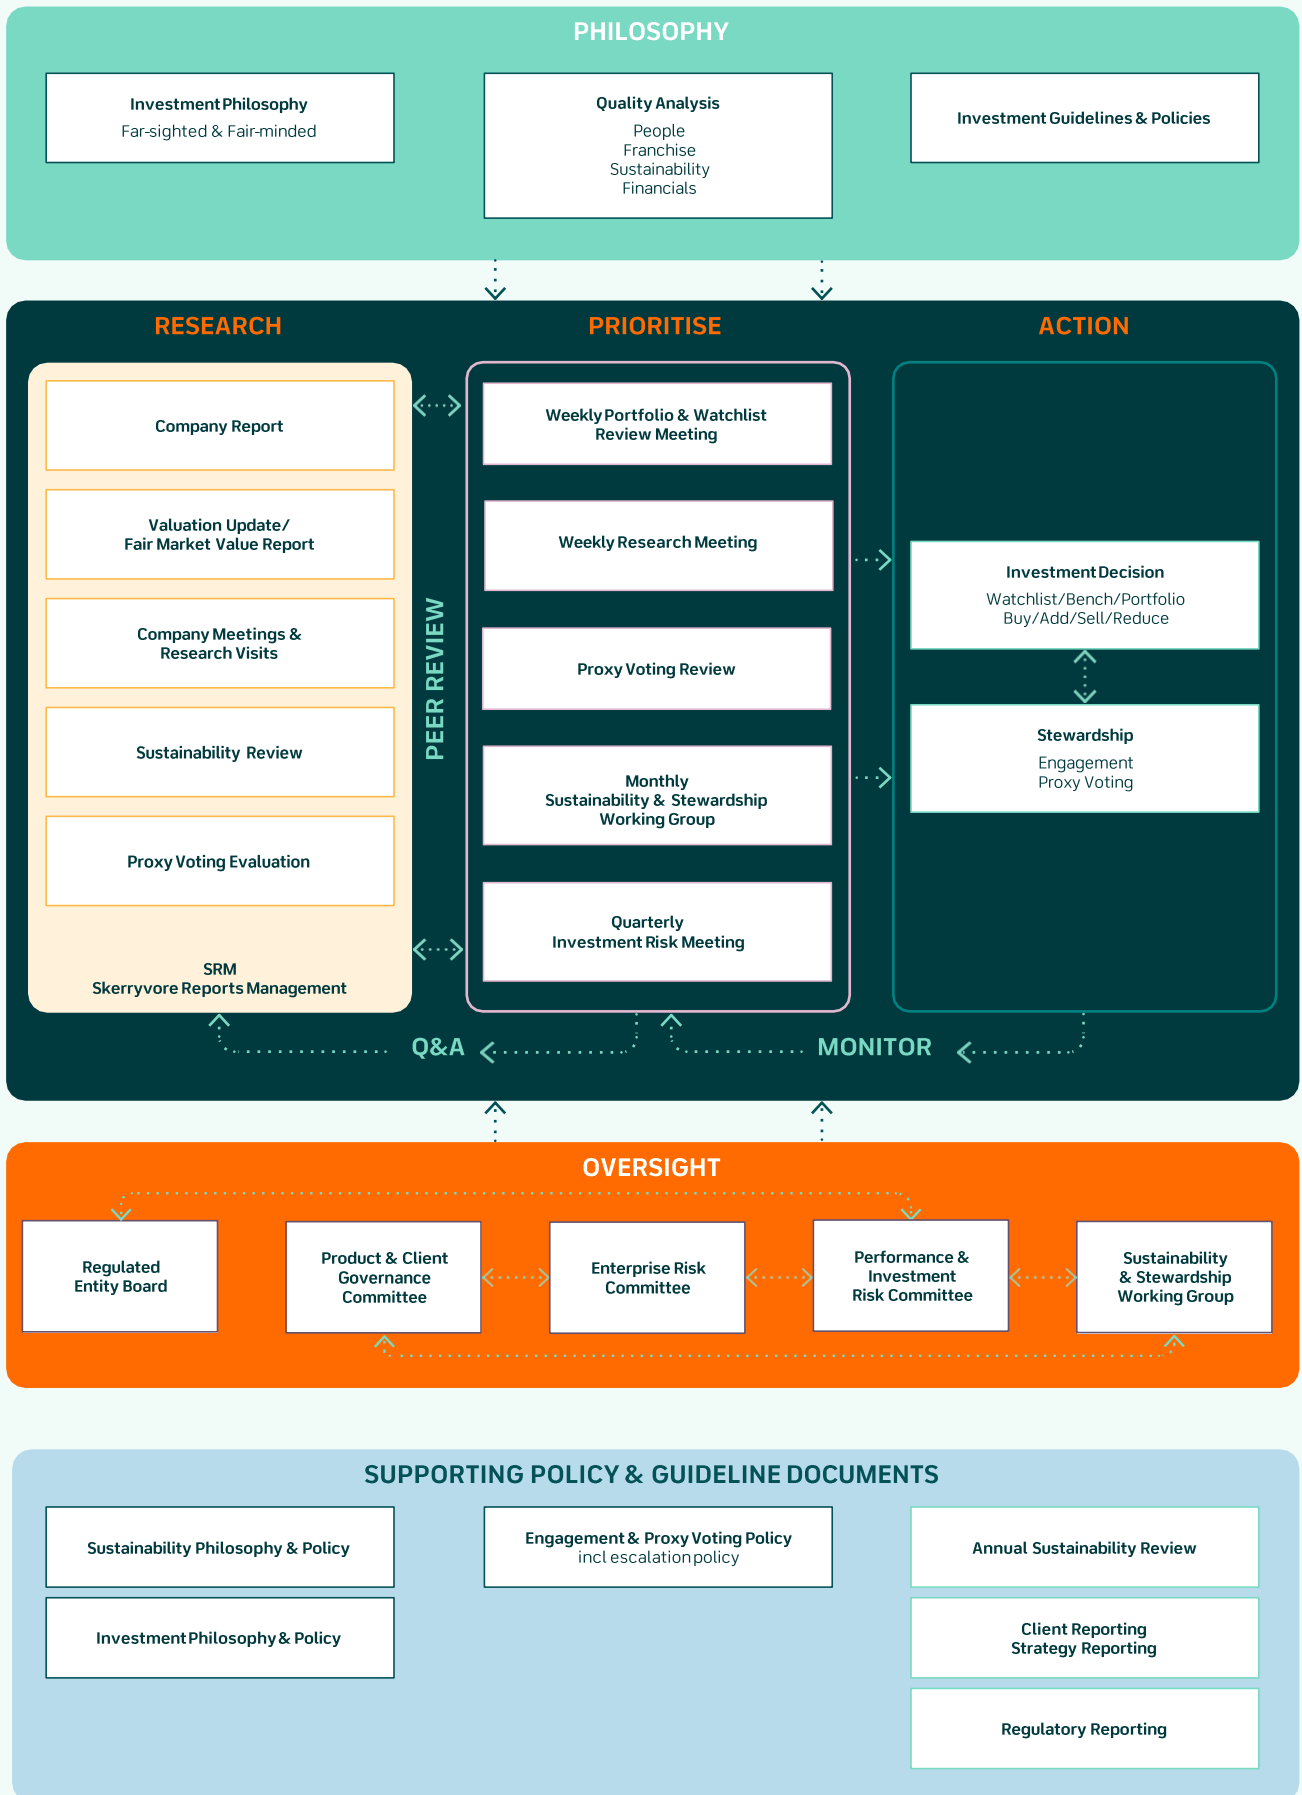 PHILOSOPHY
Investment Philosophy
Far-sighted & Fair-minded
Quality Analysis
People
Franchise
Sustainability
Financials
Investment Guidelines & Policies
RESEARCH
Company Report
Valuation Update/
Fair Market Value Report
Company Meetings &
Research Visits
Sustainability Review
Proxy Voting Evaluation
SRM
Skerryvore Reports Management
PEER REVIEW
PRIORITISE
Weekly Portfolio & Watchlist
Review Meeting
Weekly Research Meeting
Proxy Voting Review
Monthly
Sustainability & Stewardship
Working Group
Quarterly
Investment Risk Meeting
ACTION
Investment Decision
Watchlist/Bench/Portfolio
Buy/Add/Sell/Reduce
Stewardship
Engagement
Proxy Voting
Q&A
MONITOR
OVERSIGHT
Regulated
Entity Board
Product & Client
Governance
Committee
Enterprise Risk
Committee
Performance &
Investment
Risk Committee
Sustainability
& Stewardship
Working Group
SUPPORTING POLICY & GUIDELINE DOCUMENTS
Sustainability Philosophy & Policy
Investment Philosophy & Policy
Engagement & Proxy Voting Policy
incl escalation policy
Annual Sustainability Review
Client Reporting
Strategy Reporting
Regulatory Reporting